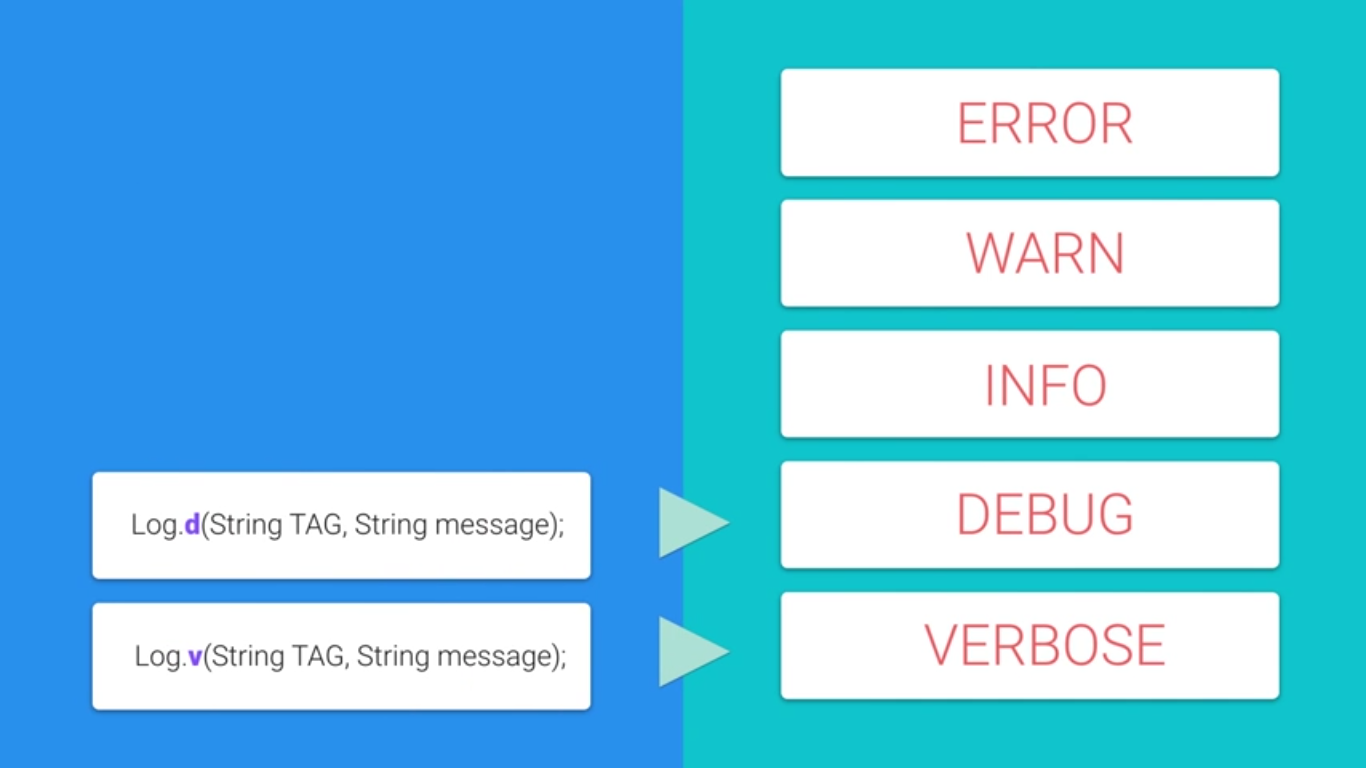 ERROR
WARN
INFO
Log.d(String TAG, String message);
DEBUG
Log.v(String TAG, String message);
VERBOSE